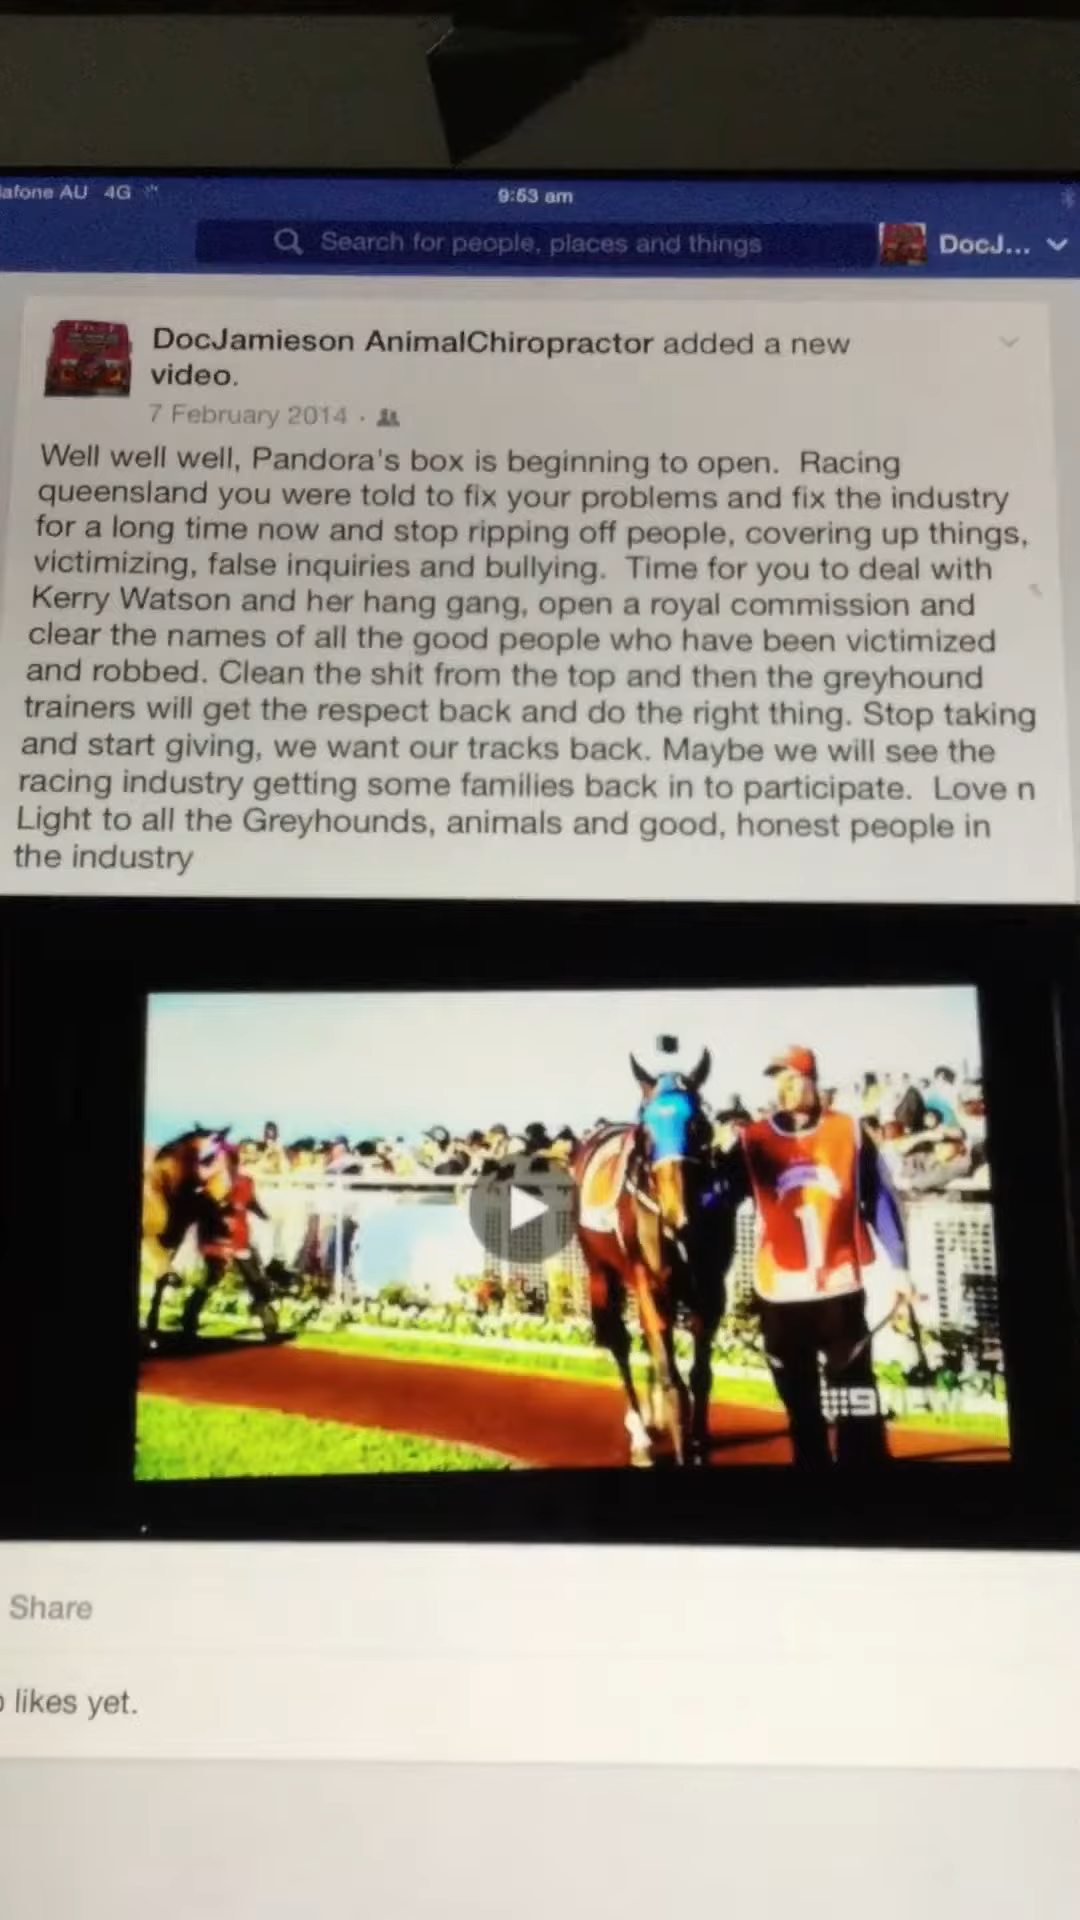 AU 4G
9:53 am
Search for people, places and things
DocJ...
DocJamieson AnimalChiropractor added a new
video.
7 February 2014 ·
Well well well, Pandora's box is beginning to open. Racing
queensland you were told to fix your problems and fix the industry
for a long time now and stop ripping off people, covering up things,
victimizing, false inquiries and bullying. Time for you to deal with
Kerry Watson and her hang gang, open a royal commission and
clear the names of all the good people who have been victimized
and robbed. Clean the shit from the top and then the greyhound
trainers will get the respect back and do the right thing. Stop taking
and start giving, we want our tracks back. Maybe we will see the
racing industry getting some families back in to participate. Love n
Light to all the Greyhounds, animals and good, honest people in
the industry
1
9NEWS
Share
likes yet.